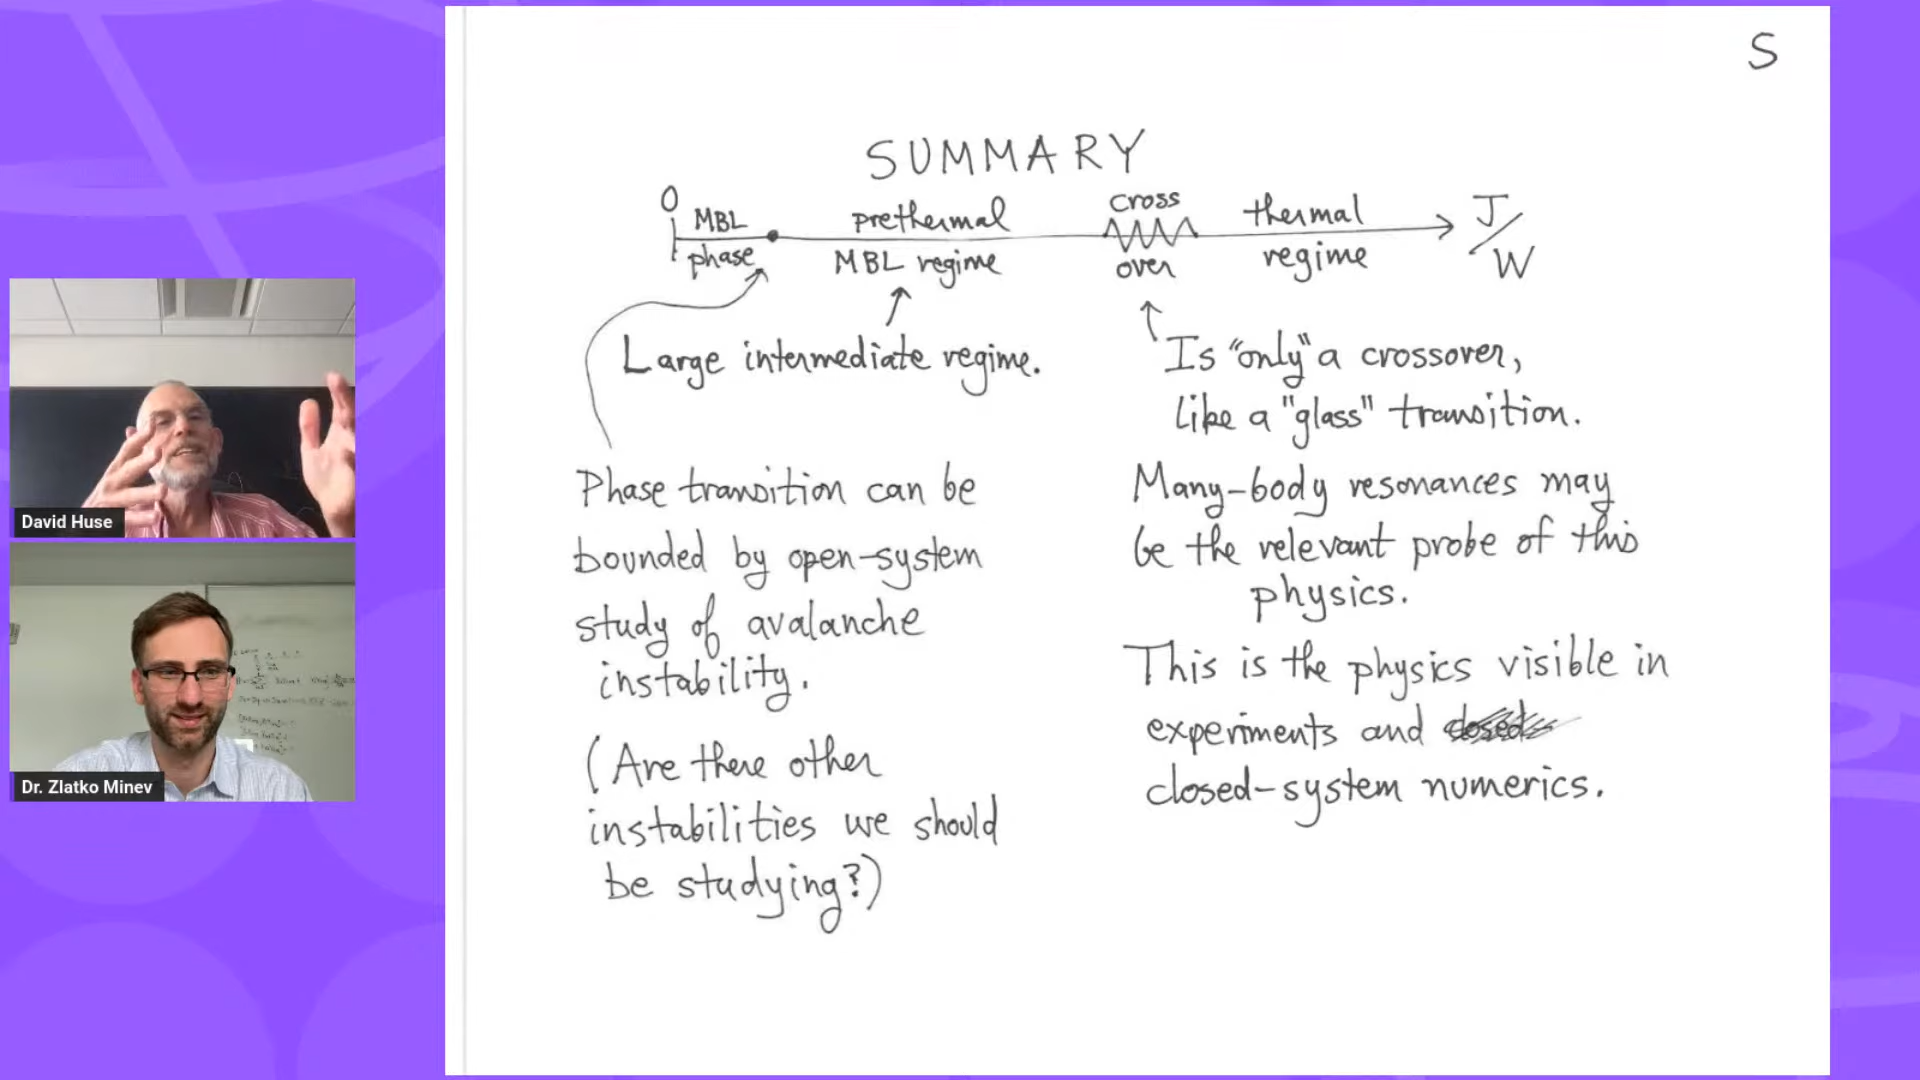 S
SUMMARY
0 MBL prethermal cross thermal J/W
phase MBL regime over regime
Large intermediate regime.
Is "only" a crossover,
like a "glass" transition.
Phase transition can be
bounded by open-system
study of avalanche
instability.
(Are there other
instabilities we should
be studying?)
Many-body resonances may
be the relevant probe of this
physics.
This is the physics visible in
experiments and closed
closed-system numerics.
David Huse
Dr. Zlatko Minev